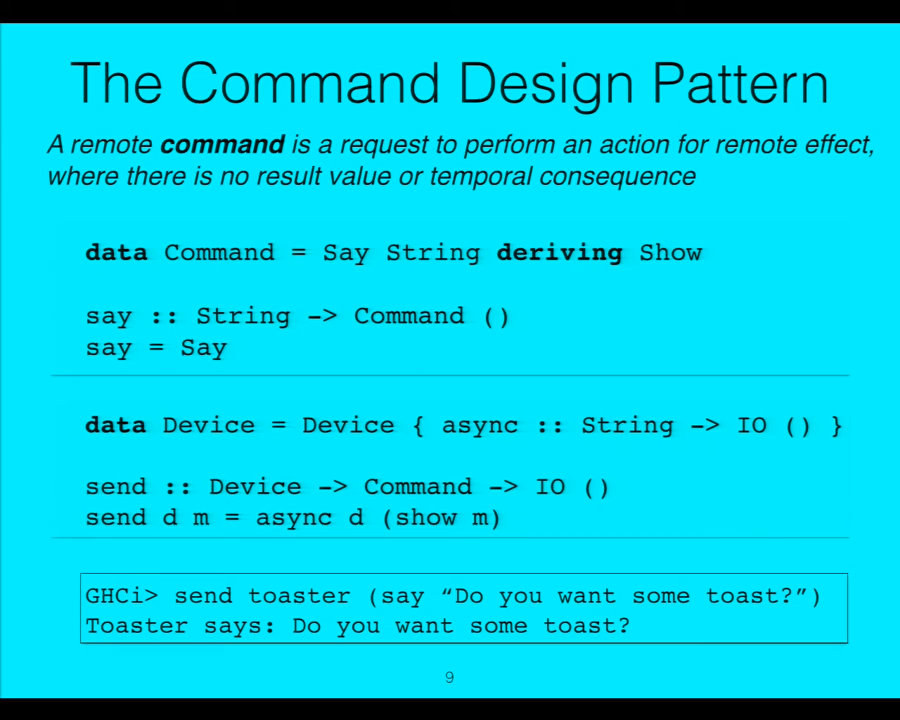 The Command Design Pattern
A remote command is a request to perform an action for remote effect,
where there is no result value or temporal consequence
data Command = Say String deriving Show
say :: String -> Command ()
say = Say
data Device = Device { async :: String -> IO () }
send :: Device -> Command -> IO ()
send d m = async d (show m)
GHCi> send toaster (say “Do you want some toast?”)
Toaster says: Do you want some toast?
9